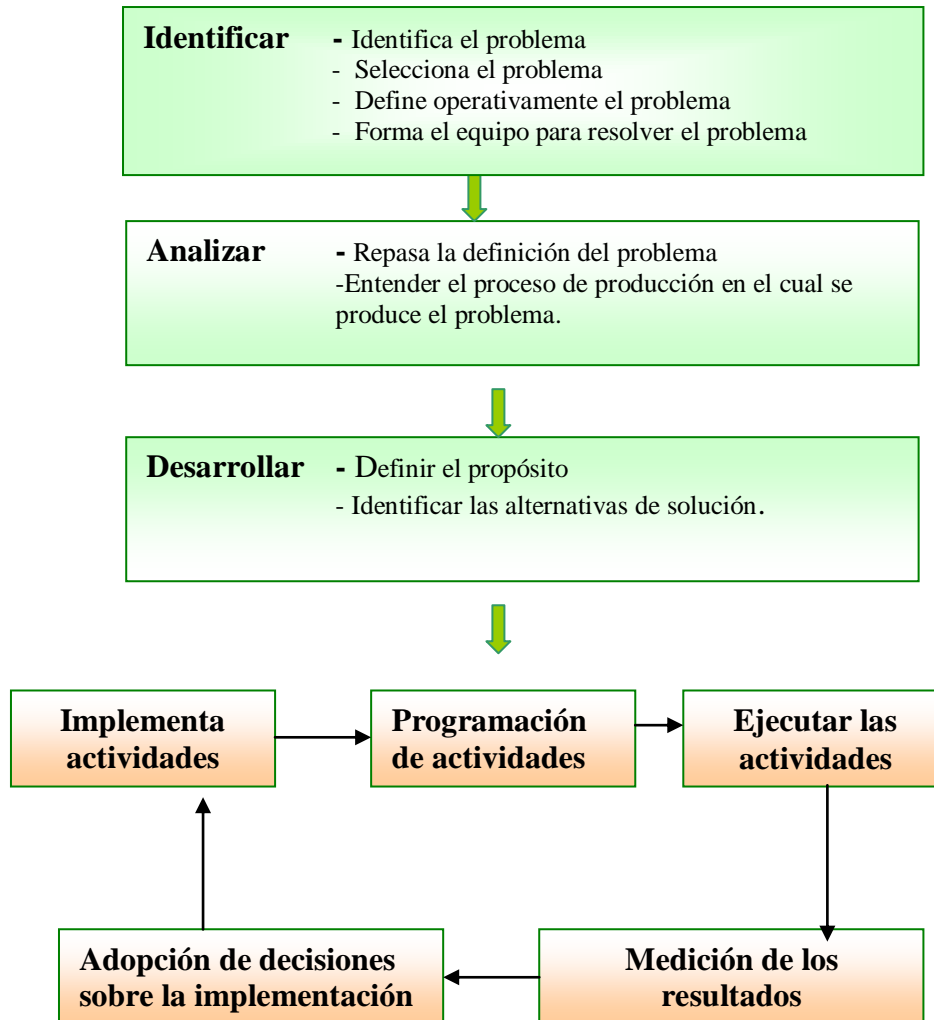 Identificar - Identifica el problema
- Selecciona el problema
- Define operativamente el problema
- Forma el equipo para resolver el problema
Analizar - Repasa la definición del problema
-Entender el proceso de producción en el cual se
produce el problema.
Desarrollar - Definir el propósito
- Identificar las alternativas de solución.
Implementa
actividades
Programación
de actividades
Ejecutar las
actividades
Adopción de decisiones
sobre la implementación
Medición de los
resultados